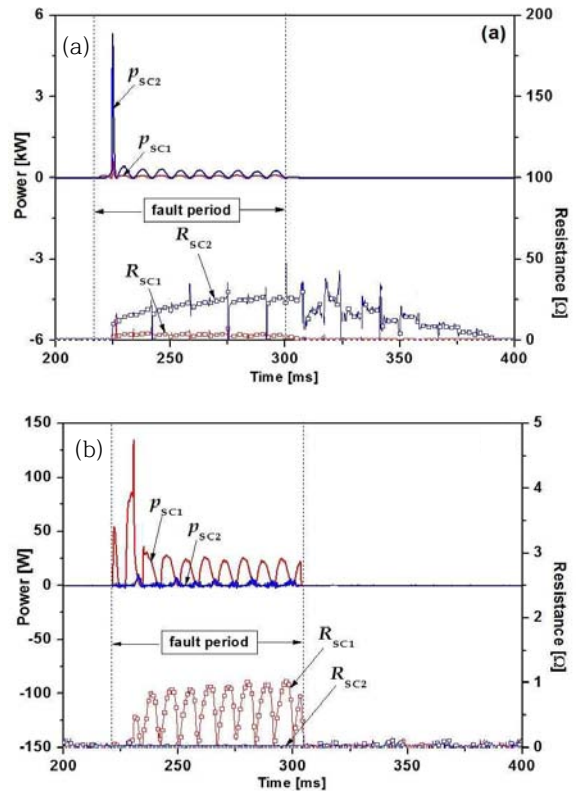 (a)
(a)
6
3
0
-3
-6
Power [kW]
200
150
100
50
0
Resistance [Ω]
p SC2
p SC1
fault period
R SC2
R SC1
200 250 300 350 400
Time [ms]
(b)
150
100
50
0
-50
-100
-150
Power [W]
5
4
3
2
1
0
Resistance [Ω]
p SC1
p SC2
fault period
R SC1
R SC2
200 250 300 350 400
Time [ms]